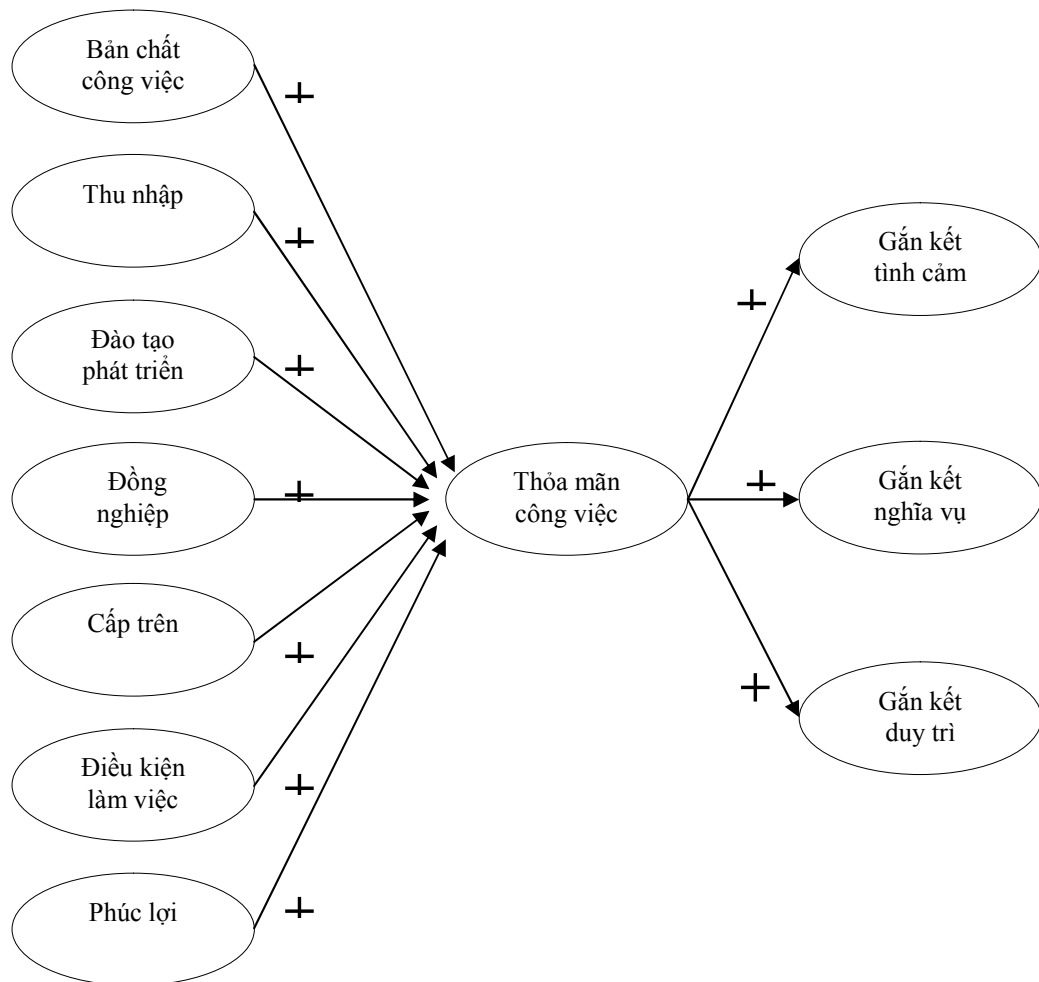 Bản chất
công việc
+
Thu nhập
+
Đào tạo
phát triển
+
Đồng
nghiệp
+
Cấp trên
+
Điều kiện
làm việc
+
Phúc lợi
+
Thỏa mãn
công việc
+
Gắn kết
tình cảm
+
Gắn kết
nghĩa vụ
+
Gắn kết
duy trì